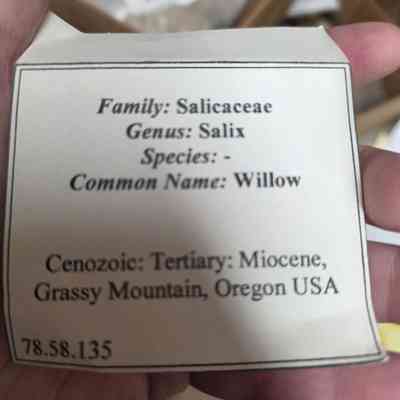 Family: Salicaceae
Genus: Salix
Species: -
Common Name: Willow
Cenozoic: Tertiary: Miocene,
Grassy Mountain, Oregon USA
78.58.135